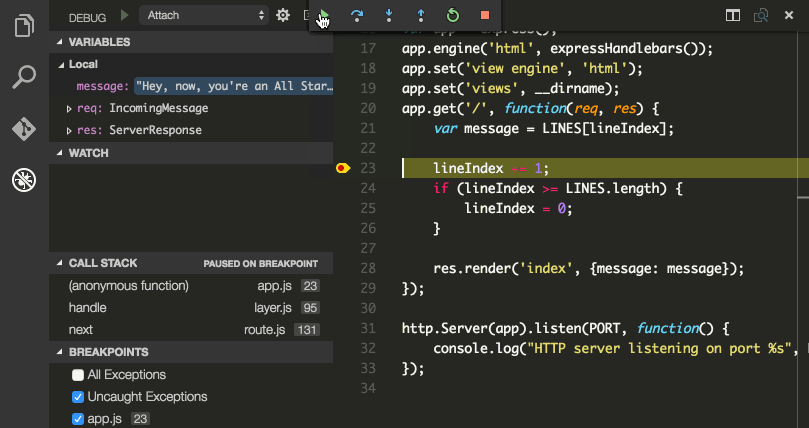 DEBUG Attach
VARIABLES
Local
message: "Hey, now, you're an All Star…
req: IncomingMessage
res: ServerResponse
WATCH
CALL STACK PAUSED ON BREAKPOINT
(anonymous function) app.js 23
handle layer.js 95
next route.js 131
BREAKPOINTS
All Exceptions
Uncaught Exceptions
app.js 23
17 app.engine('html', expressHandlebars());
18 app.set('view engine', 'html');
19 app.set('views', __dirname);
20 app.get('/', function(req, res) {
21 var message = LINES[lineIndex];
22
23 lineIndex += 1;
24 if (lineIndex >= LINES.length) {
25 lineIndex = 0;
26 }
27
28 res.render('index', {message: message});
29 });
30
31 http.Server(app).listen(PORT, function() {
32 console.log("HTTP server listening on port %s",
33 });
34